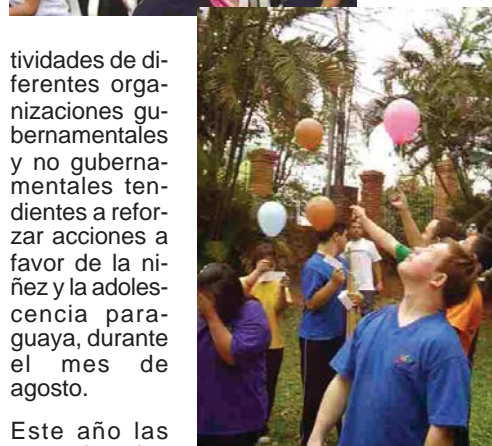 tividades de di-
ferentes orga-
nizaciones gu-
bernamentales
y no guberna-
mentales ten-
dientes a refor-
zar acciones a
favor de la ni-
ñez y la adoles-
cencia para-
guaya, durante
el mes de
agosto.
Este año las